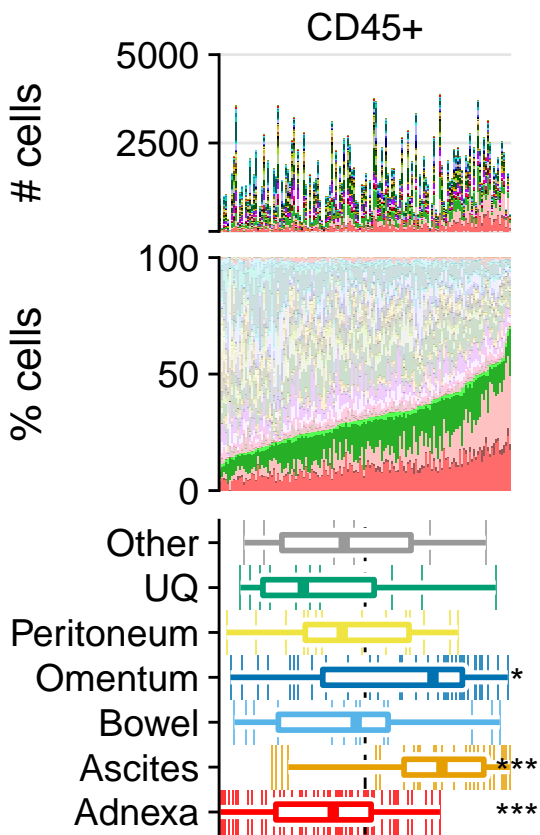 CD45+
5000
2500
# cells
100
50
0
% cells
Other
UQ
Peritoneum
Omentum *
Bowel
Ascites ***
Adnexa ***